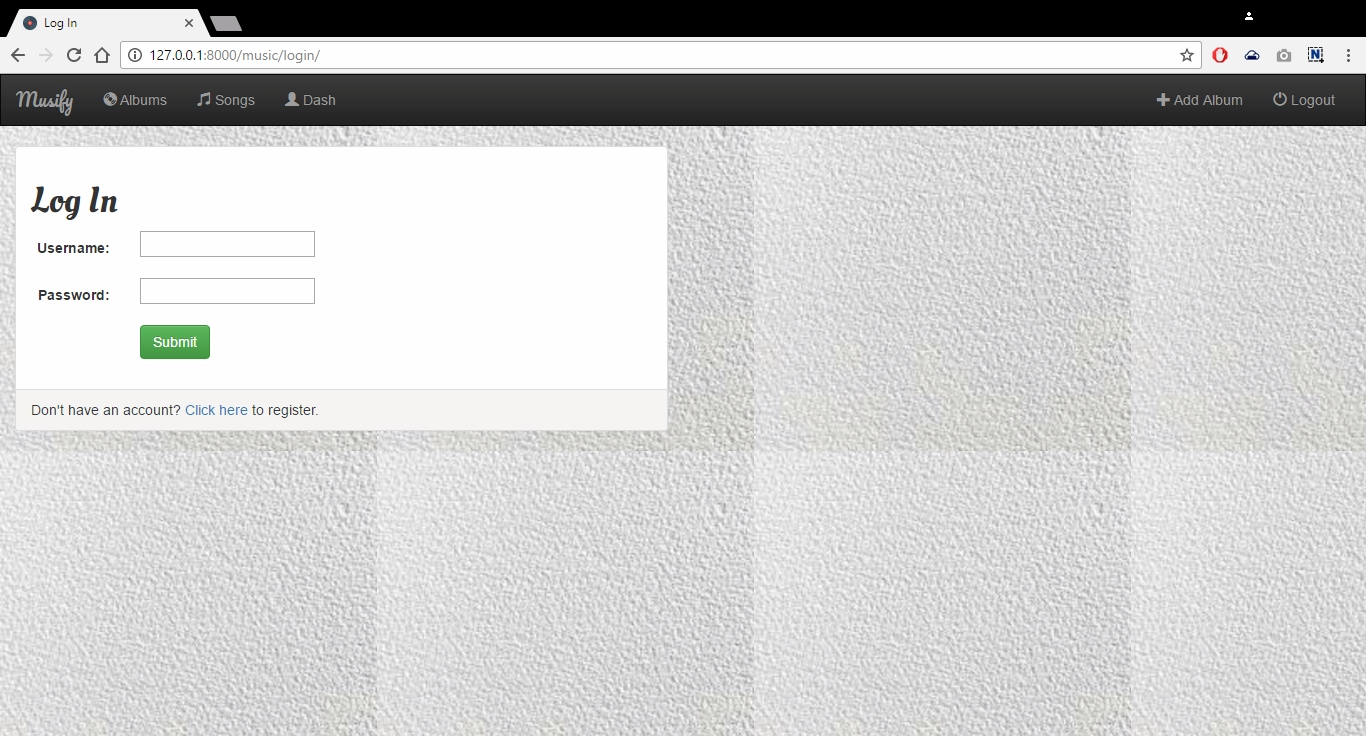 Log In
127.0.0.1:8000/music/login/
N
Musify Albums Songs Dash Add Album Logout
Log In
Username:
Password:
Submit
Don't have an account? Click here to register.